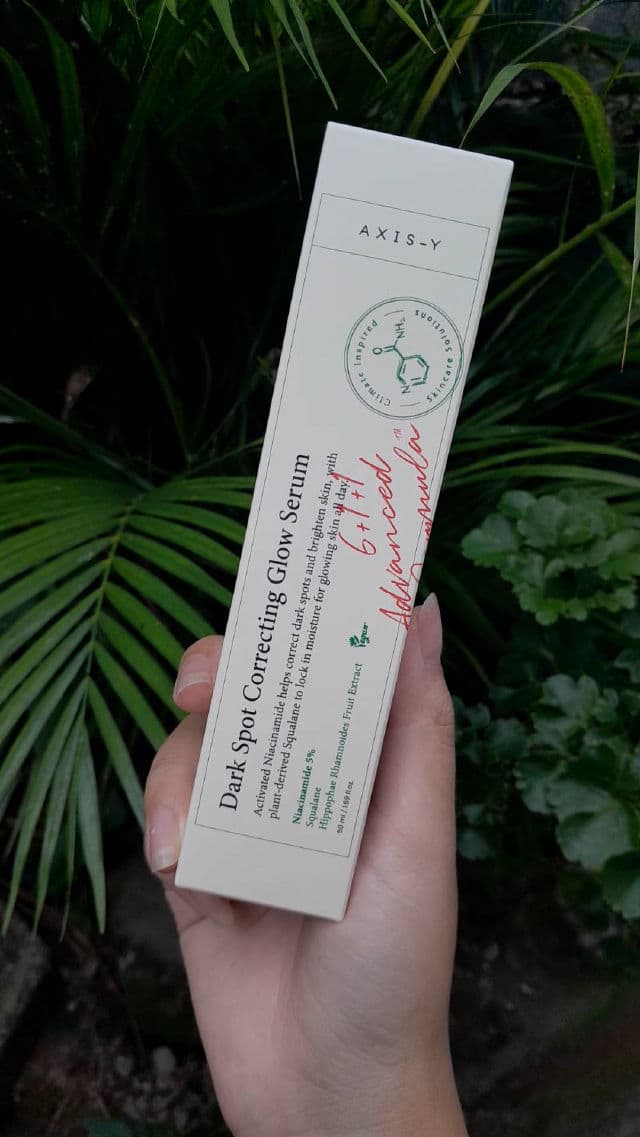 AXIS-Y
Climate Inspired
Skincare Solutions
O
NH₂
N
Dark Spot Correcting Glow Serum
Activated Niacinamide helps correct dark spots and brighten skin, with
plant-derived Squalane to lock in moisture for glowing skin all day.
6+1+1
Advanced
TM
Niacinamide 5%
Squalane
Hippophae Rhamnoides Fruit Extract
Vegan
50 ml / 1.69 fl oz.